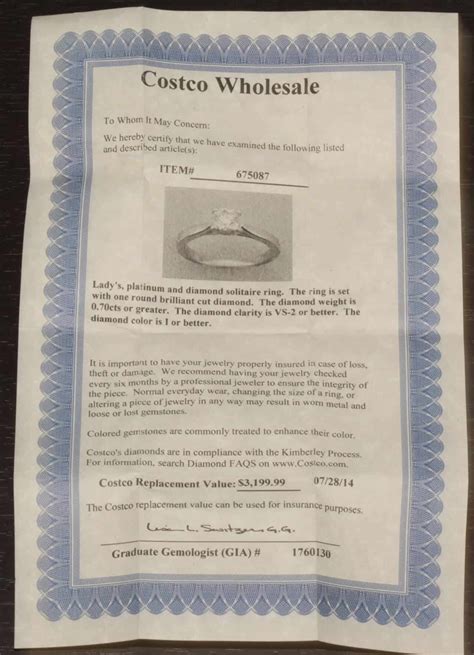 Costco Wholesale
To Whom It May Concern:
We hereby certify that we have examined the following listed
and described article(s):
ITEM# 675087
Lady's, platinum and diamond solitaire ring. The ring is set
with one round brilliant cut diamond. The diamond weight is
0.70cts or greater. The diamond clarity is VS-2 or better. The
diamond color is I or better.
It is important to have your jewelry properly insured in case of loss,
theft or damage. We recommend having your jewelry checked
every six months by a professional jeweler to ensure the integrity of
the piece. Normal everyday wear, changing the size of a ring, or
altering a piece of jewelry in any way may result in worn metal and
loose or lost gemstones.
Colored gemstones are commonly treated to enhance their color.
Costco's diamonds are in compliance with the Kimberley Process.
For information, search Diamond FAQS on www.Costco.com.
Costco Replacement Value: $3,199.99 07/28/14
The Costco replacement value can be used for insurance purposes.
G.G.
Graduate Gemologist (GIA) # 1760130